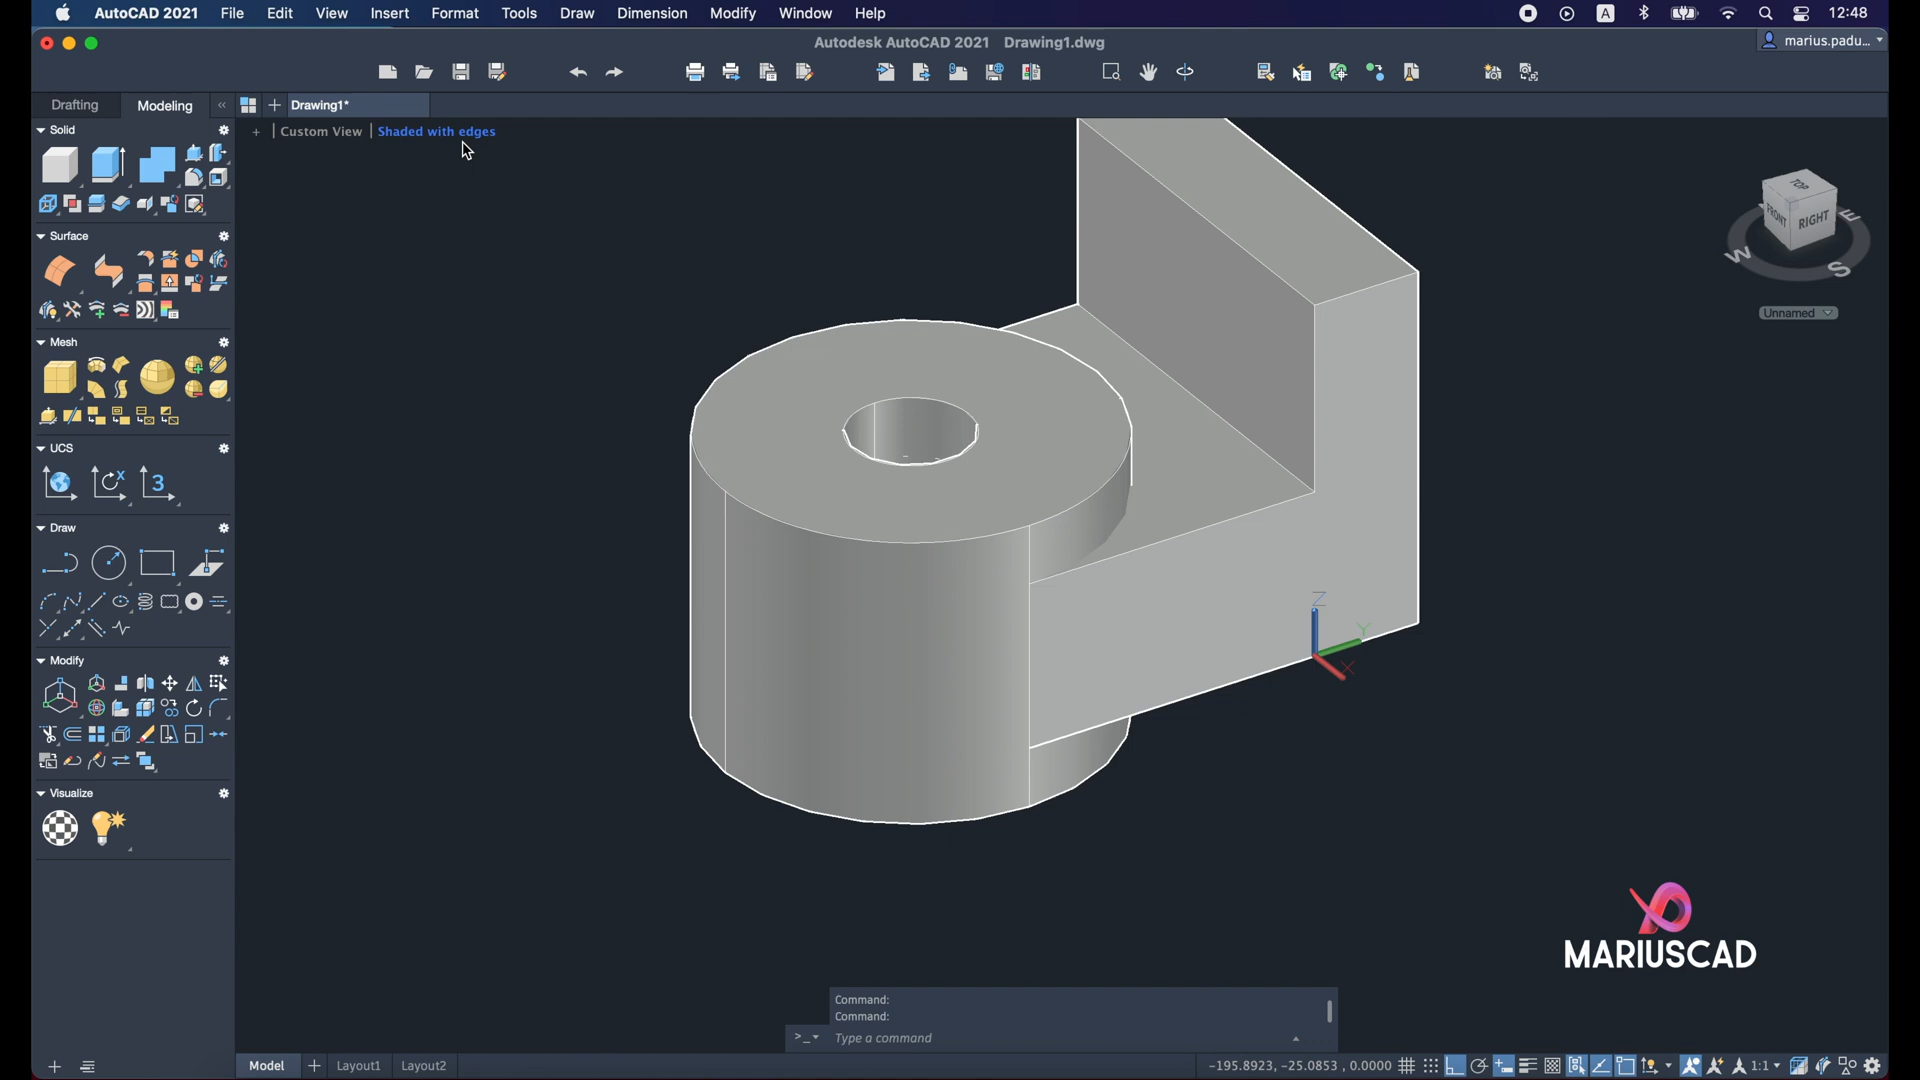 AutoCAD 2021 File Edit View Insert Format Tools Draw Dimension Modify Window Help A 12:48
Autodesk AutoCAD 2021 Drawing1.dwg marius.padu...
Drafting Modeling « Drawing1*
+ | Custom View | Shaded with edges
Solid
TOP
FRONT RIGHT
E
W S
Unnamed
Surface
Mesh
UCS
X 3
Draw
Z
Y
X
Modify
Visualize
MARIUSCAD
Command:
Command:
>_ Type a command
Model Layout1 Layout2 -195.8923, -25.0853 , 0.0000 1:1